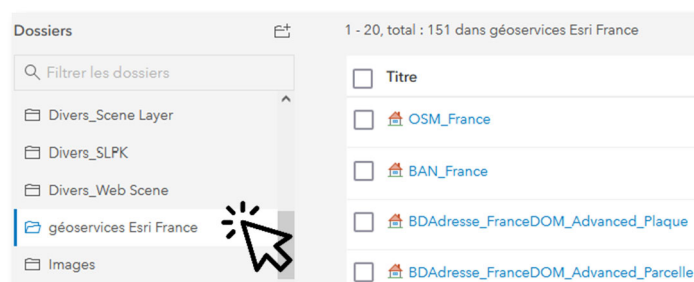 Dossiers
Filtrer les dossiers
Divers_Scene Layer
Divers_SLPK
Divers_Web Scene
géoservices Esri France
Images
1 - 20, total : 151 dans géoservices Esri France
Titre
OSM_France
BAN_France
BDAdresse_FranceDOM_Advanced_Plaque
BDAdresse_FranceDOM_Advanced_Parcelle